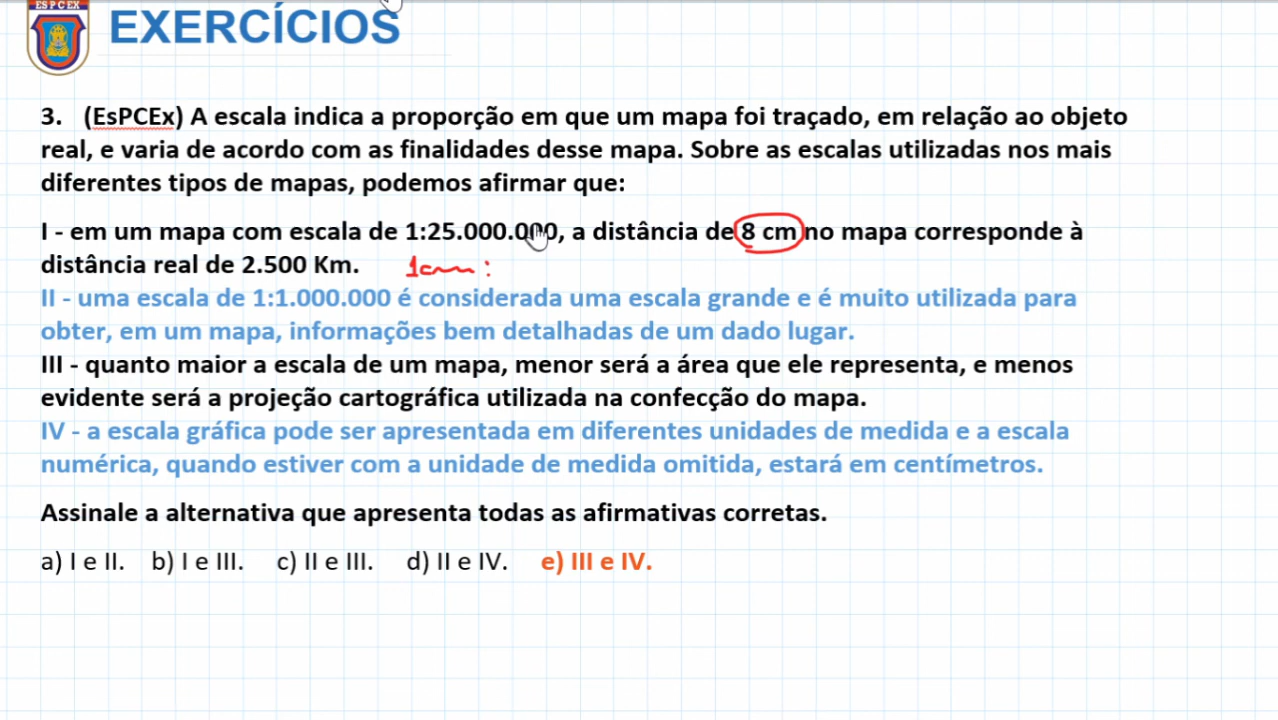 ESPCEX
EXERCÍCIOS
3. (EsPCEx) A escala indica a proporção em que um mapa foi traçado, em relação ao objeto
real, e varia de acordo com as finalidades desse mapa. Sobre as escalas utilizadas nos mais
diferentes tipos de mapas, podemos afirmar que:
I - em um mapa com escala de 1:25.000.000, a distância de 8 cm no mapa corresponde à
distância real de 2.500 Km. 1cm :
II - uma escala de 1:1.000.000 é considerada uma escala grande e é muito utilizada para
obter, em um mapa, informações bem detalhadas de um dado lugar.
III - quanto maior a escala de um mapa, menor será a área que ele representa, e menos
evidente será a projeção cartográfica utilizada na confecção do mapa.
IV - a escala gráfica pode ser apresentada em diferentes unidades de medida e a escala
numérica, quando estiver com a unidade de medida omitida, estará em centímetros.
Assinale a alternativa que apresenta todas as afirmativas corretas.
a) I e II. b) I e III. c) II e III. d) II e IV. e) III e IV.